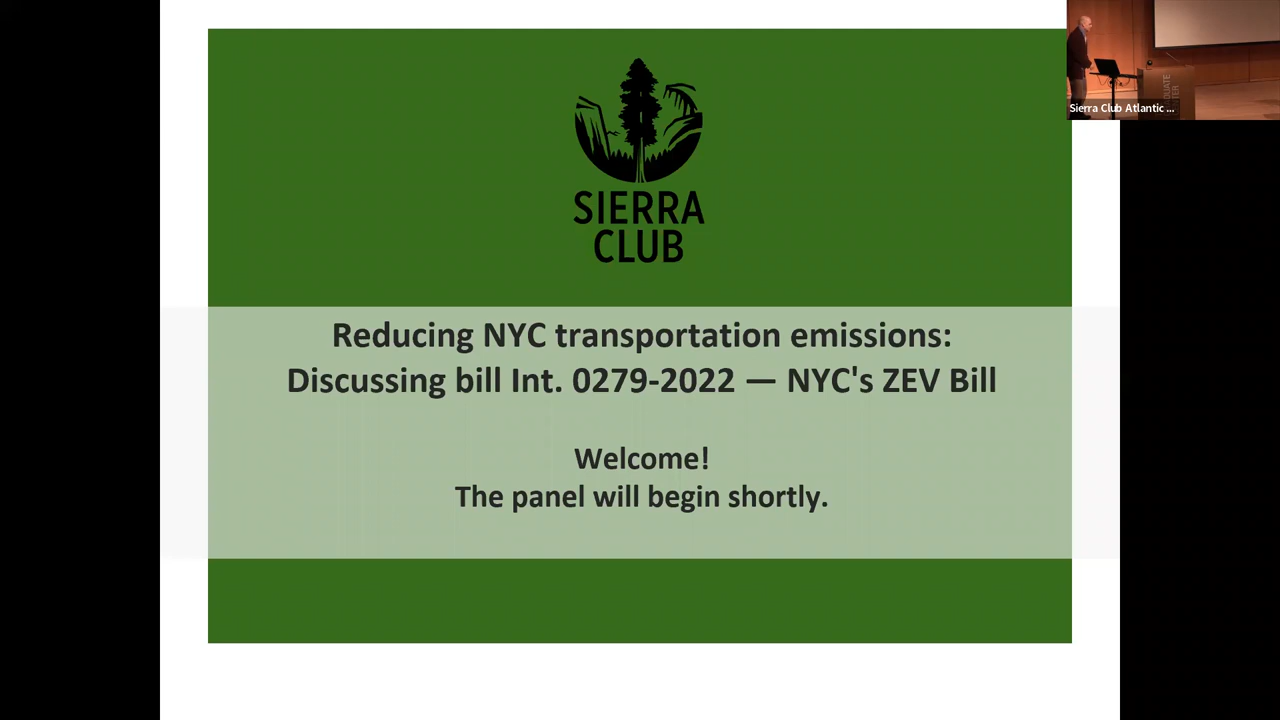 SIERRA
CLUB
Reducing NYC transportation emissions:
Discussing bill Int. 0279-2022 — NYC's ZEV Bill
Welcome!
The panel will begin shortly.
Sierra Club Atlantic ...